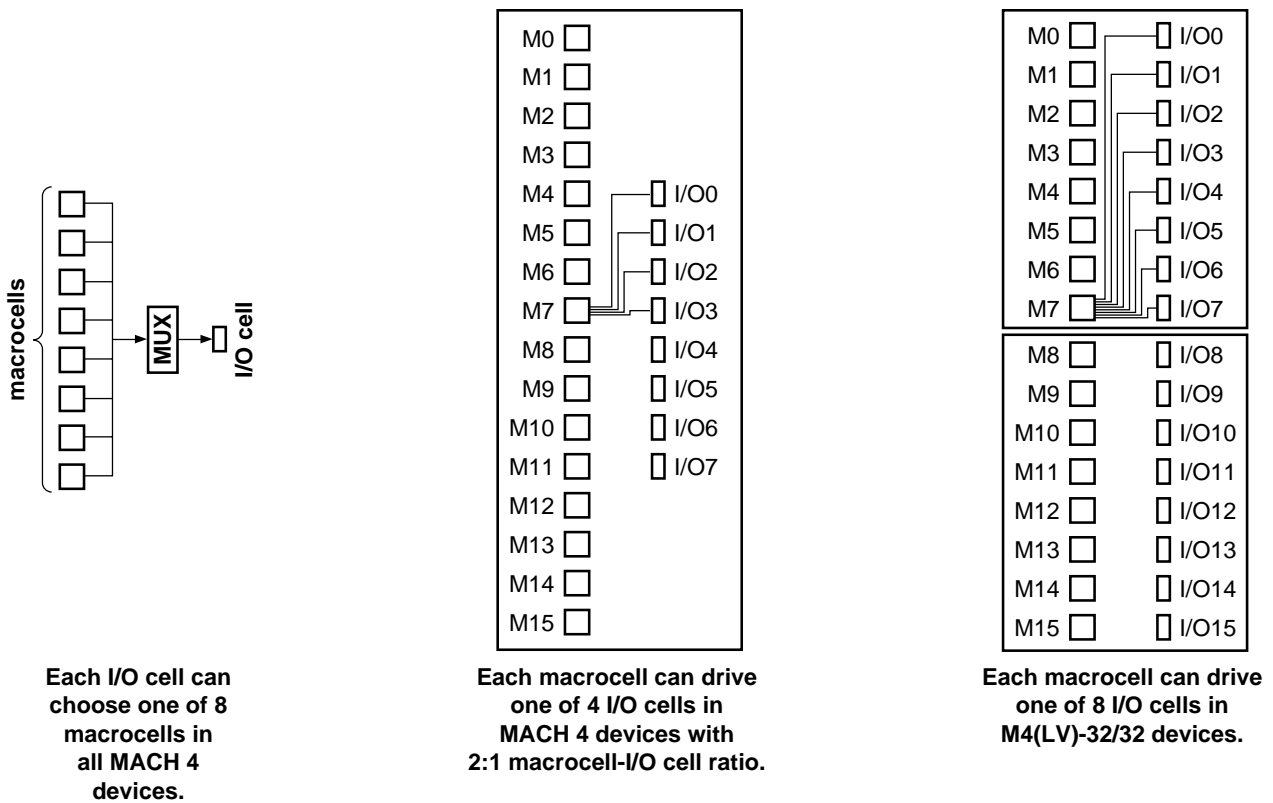 macrocells
MUX
I/O cell
Each I/O cell can
choose one of 8
macrocells in
all MACH 4
devices.
M0
M1
M2
M3
M4 I/O0
M5 I/O1
M6 I/O2
M7 I/O3
M8 I/O4
M9 I/O5
M10 I/O6
M11 I/O7
M12
M13
M14
M15
Each macrocell can drive
one of 4 I/O cells in
MACH 4 devices with
2:1 macrocell-I/O cell ratio.
M0 I/O0
M1 I/O1
M2 I/O2
M3 I/O3
M4 I/O4
M5 I/O5
M6 I/O6
M7 I/O7
M8 I/O8
M9 I/O9
M10 I/O10
M11 I/O11
M12 I/O12
M13 I/O13
M14 I/O14
M15 I/O15
Each macrocell can drive
one of 8 I/O cells in
M4(LV)-32/32 devices.